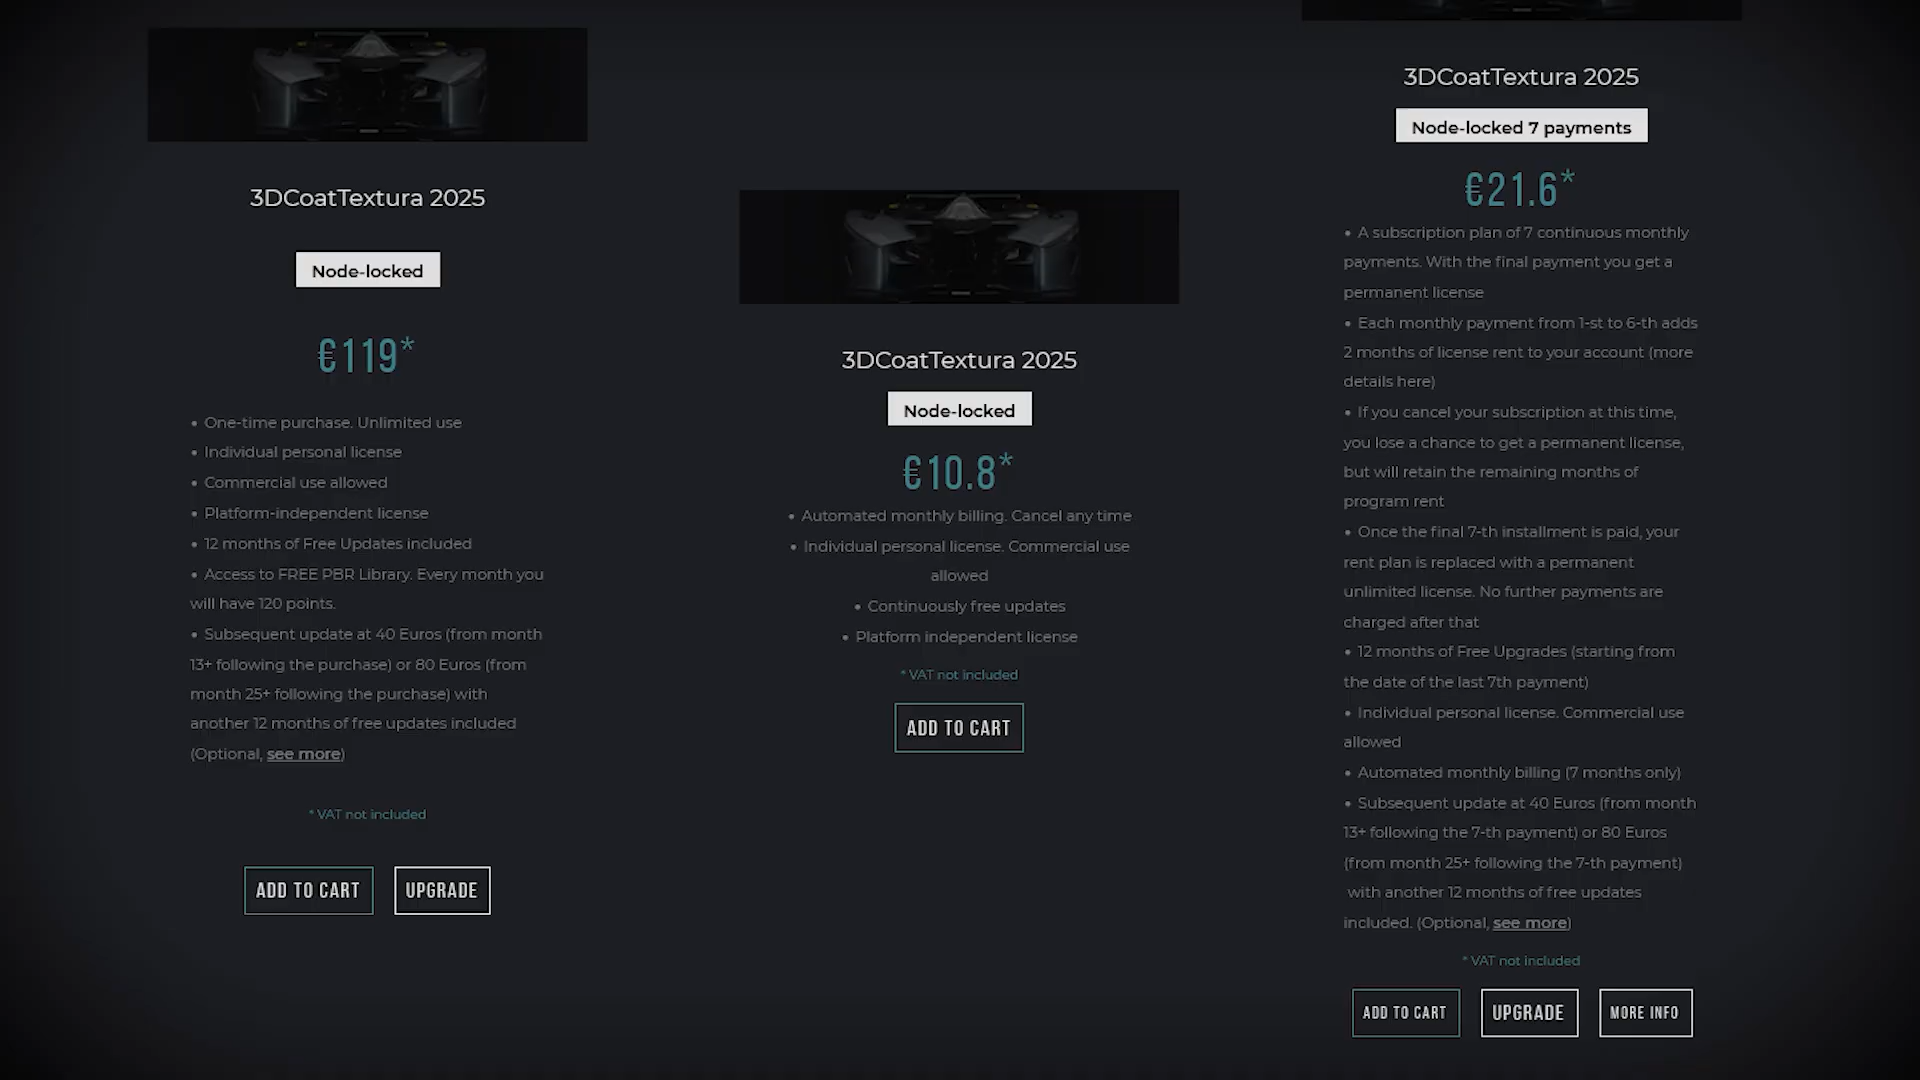 3DCoatTextura 2025
Node-locked
€119*
• One-time purchase. Unlimited use
• Individual personal license
• Commercial use allowed
• Platform-independent license
• 12 months of Free Updates included
• Access to FREE PBR Library. Every month you
will have 120 points.
• Subsequent update at 40 Euros (from month
13+ following the purchase) or 80 Euros (from
month 25+ following the purchase) with
another 12 months of free updates included
(Optional, see more)
* VAT not included
ADD TO CART
UPGRADE
3DCoatTextura 2025
Node-locked
€10.8*
• Automated monthly billing. Cancel any time
• Individual personal license. Commercial use
allowed
• Continuously free updates
• Platform independent license
* VAT not included
ADD TO CART
3DCoatTextura 2025
Node-locked 7 payments
€21.6*
• A subscription plan of 7 continuous monthly
payments. With the final payment you get a
permanent license
• Each monthly payment from 1-st to 6-th adds
2 months of license rent to your account (more
details here)
• If you cancel your subscription at this time,
you lose a chance to get a permanent license,
but will retain the remaining months of
program rent
• Once the final 7-th installment is paid, your
rent plan is replaced with a permanent
unlimited license. No further payments are
charged after that
• 12 months of Free Upgrades (starting from
the date of the last 7th payment)
• Individual personal license. Commercial use
allowed
• Automated monthly billing (7 months only)
• Subsequent update at 40 Euros (from month
13+ following the 7-th payment) or 80 Euros
(from month 25+ following the 7-th payment)
with another 12 months of free updates
included. (Optional, see more)
* VAT not included
ADD TO CART
UPGRADE
MORE INFO